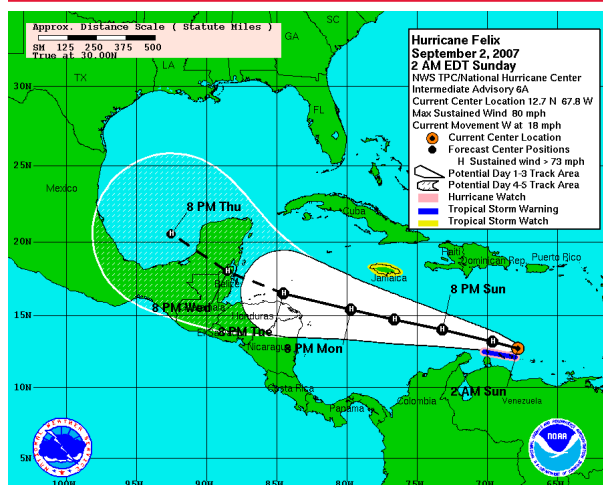 Approx. Distance Scale ( Statute Miles )
SM 125 250 375 500
True at 30.00N
Hurricane Felix
September 2, 2007
2 AM EDT Sunday
NWS TPC/National Hurricane Center
Intermediate Advisory 6A
Current Center Location 12.7 N 67.8 W
Max Sustained Wind 80 mph
Current Movement W at 18 mph
Current Center Location
Forecast Center Positions
H Sustained wind > 73 mph
Potential Day 1-3 Track Area
Potential Day 4-5 Track Area
Hurricane Watch
Tropical Storm Warning
Tropical Storm Watch
SC
GA
LA
TX
FL
30N
25N
Mexico
8 PM Thu
Cuba
20N
Haiti
Dominican Rep.
Puerto Rico
Jamaica
Belize
8 PM Sun
8 PM Wed
Honduras
15N
8 PM Tue
Nicaragua
8 PM Mon
Costa Rica
2 AM Sun
10N
Panama
Colombia
Venezuela
NOAA
5N
100W
95W
90W
85W
80W
75W
70W
65W
H
H
H
H
H
H
H